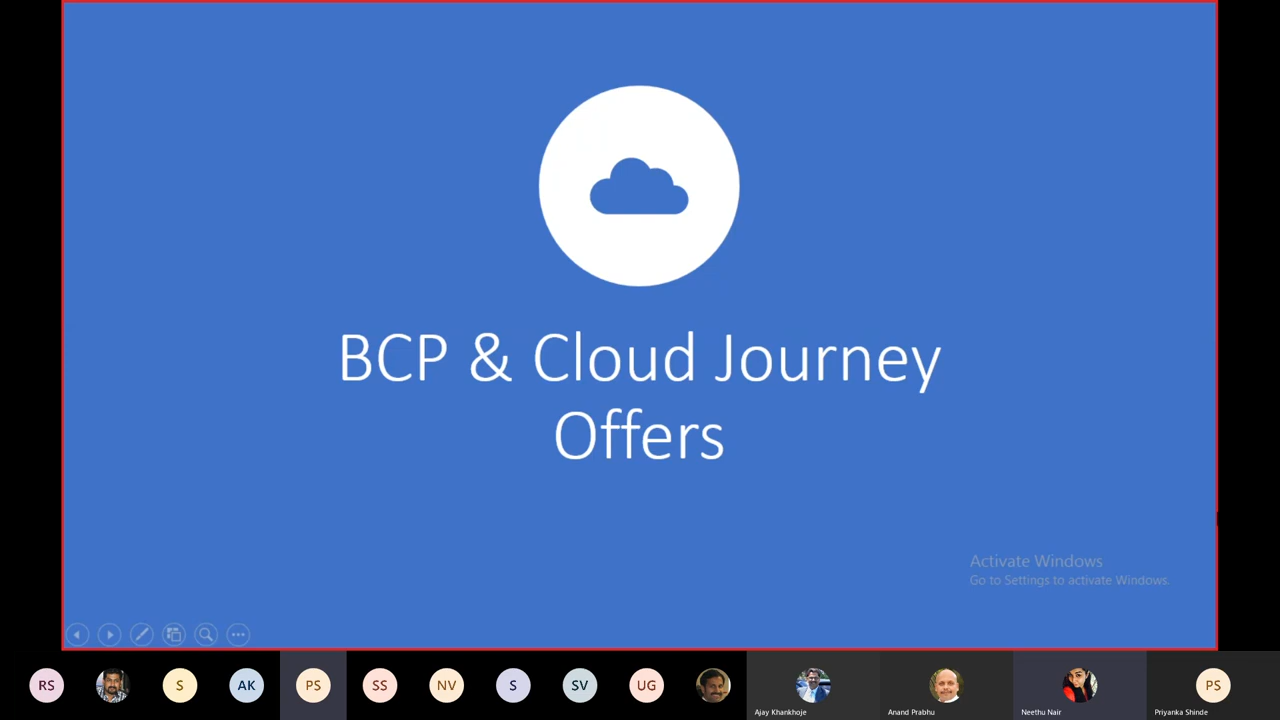 BCP & Cloud Journey
Offers
Activate Windows
Go to Settings to activate Windows.
RS
S
AK
PS
SS
NV
S
SV
UG
PS
Ajay Khankhoje
Anand Prabhu
Neethu Nair
Priyanka Shinde